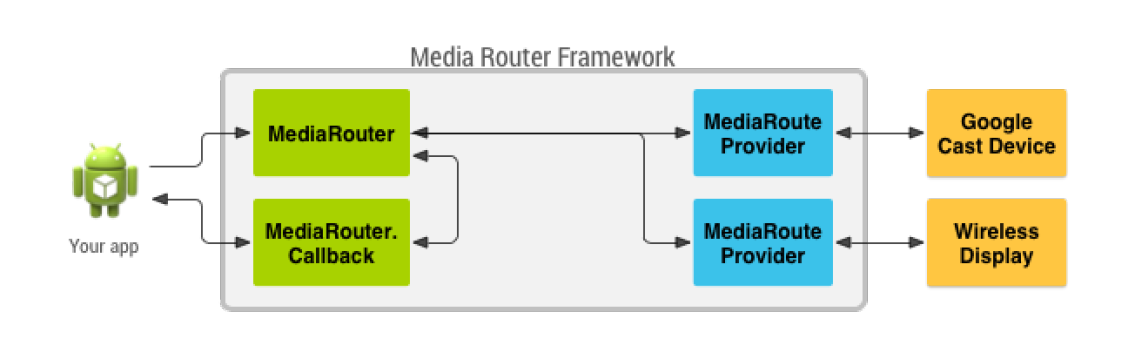 Media Router Framework
MediaRouter
MediaRoute
Provider
Google
Cast Device
Your app
MediaRouter.
Callback
MediaRoute
Provider
Wireless
Display